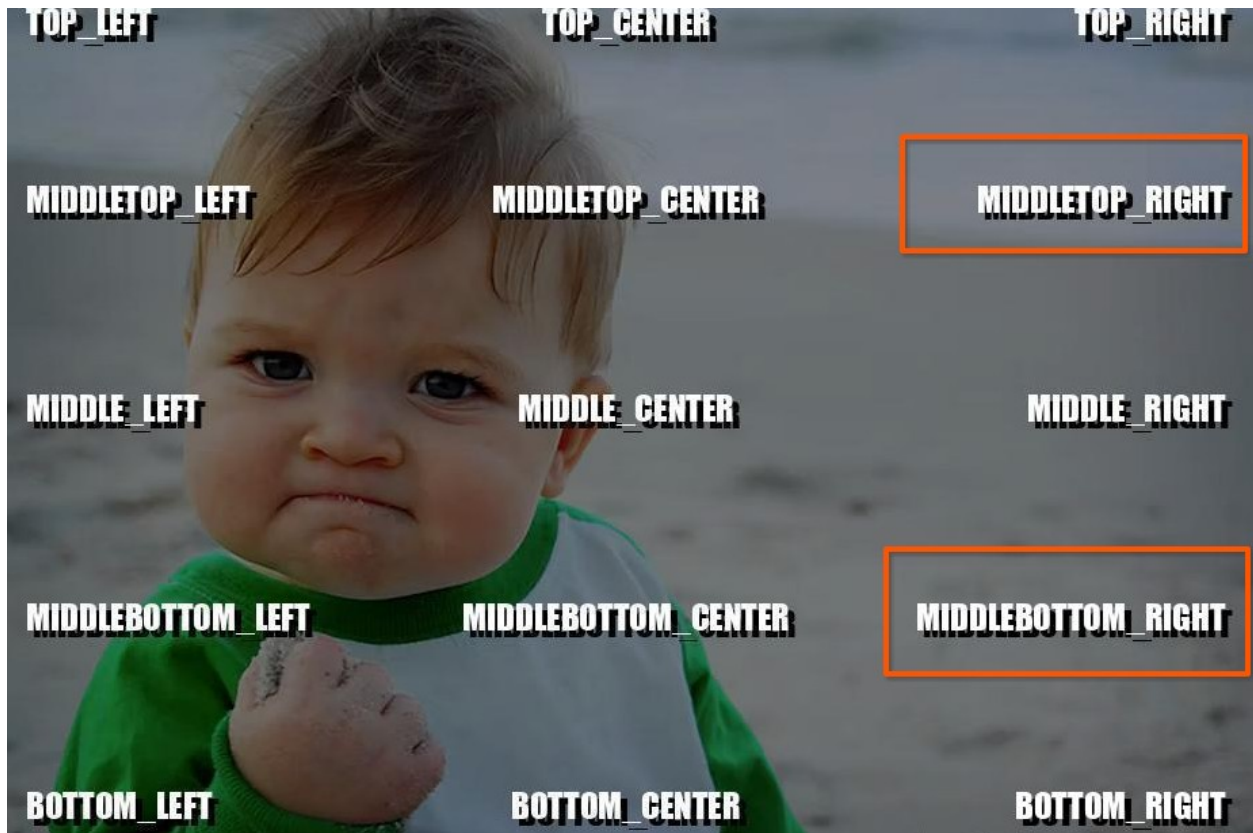 TOP_LEFT TOP_CENTER TOP_RIGHT
MIDDLETOP_LEFT MIDDLETOP_CENTER MIDDLETOP_RIGHT
MIDDLE_LEFT MIDDLE_CENTER MIDDLE_RIGHT
MIDDLEBOTTOM_LEFT MIDDLEBOTTOM_CENTER MIDDLEBOTTOM_RIGHT
BOTTOM_LEFT BOTTOM_CENTER BOTTOM_RIGHT